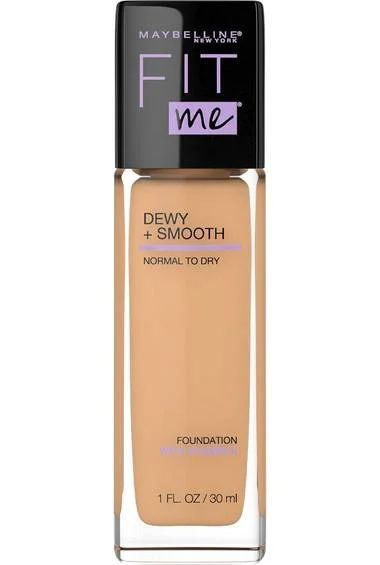 MAYBELLINE®
NEW YORK
FIT
me®
DEWY
+ SMOOTH
NORMAL TO DRY
FOUNDATION
1 FL. OZ / 30 ml